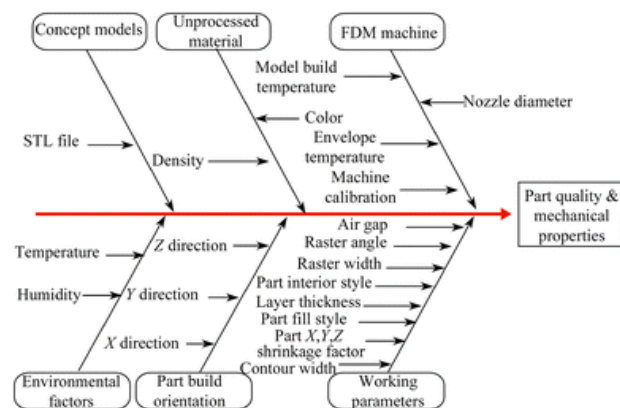 Concept models
Unprocessed
material
FDM machine
Model build
temperature
Nozzle diameter
Color
STL file
Envelope
temperature
Density
Machine
calibration
Part quality &
mechanical
properties
Air gap
Z direction
Raster angle
Temperature
Raster width
Part interior style
Humidity
Y direction
Layer thickness
Part fill style
X direction
Part X,Y,Z
shrinkage factor
Contour width
Environmental
factors
Part build
orientation
Working
parameters